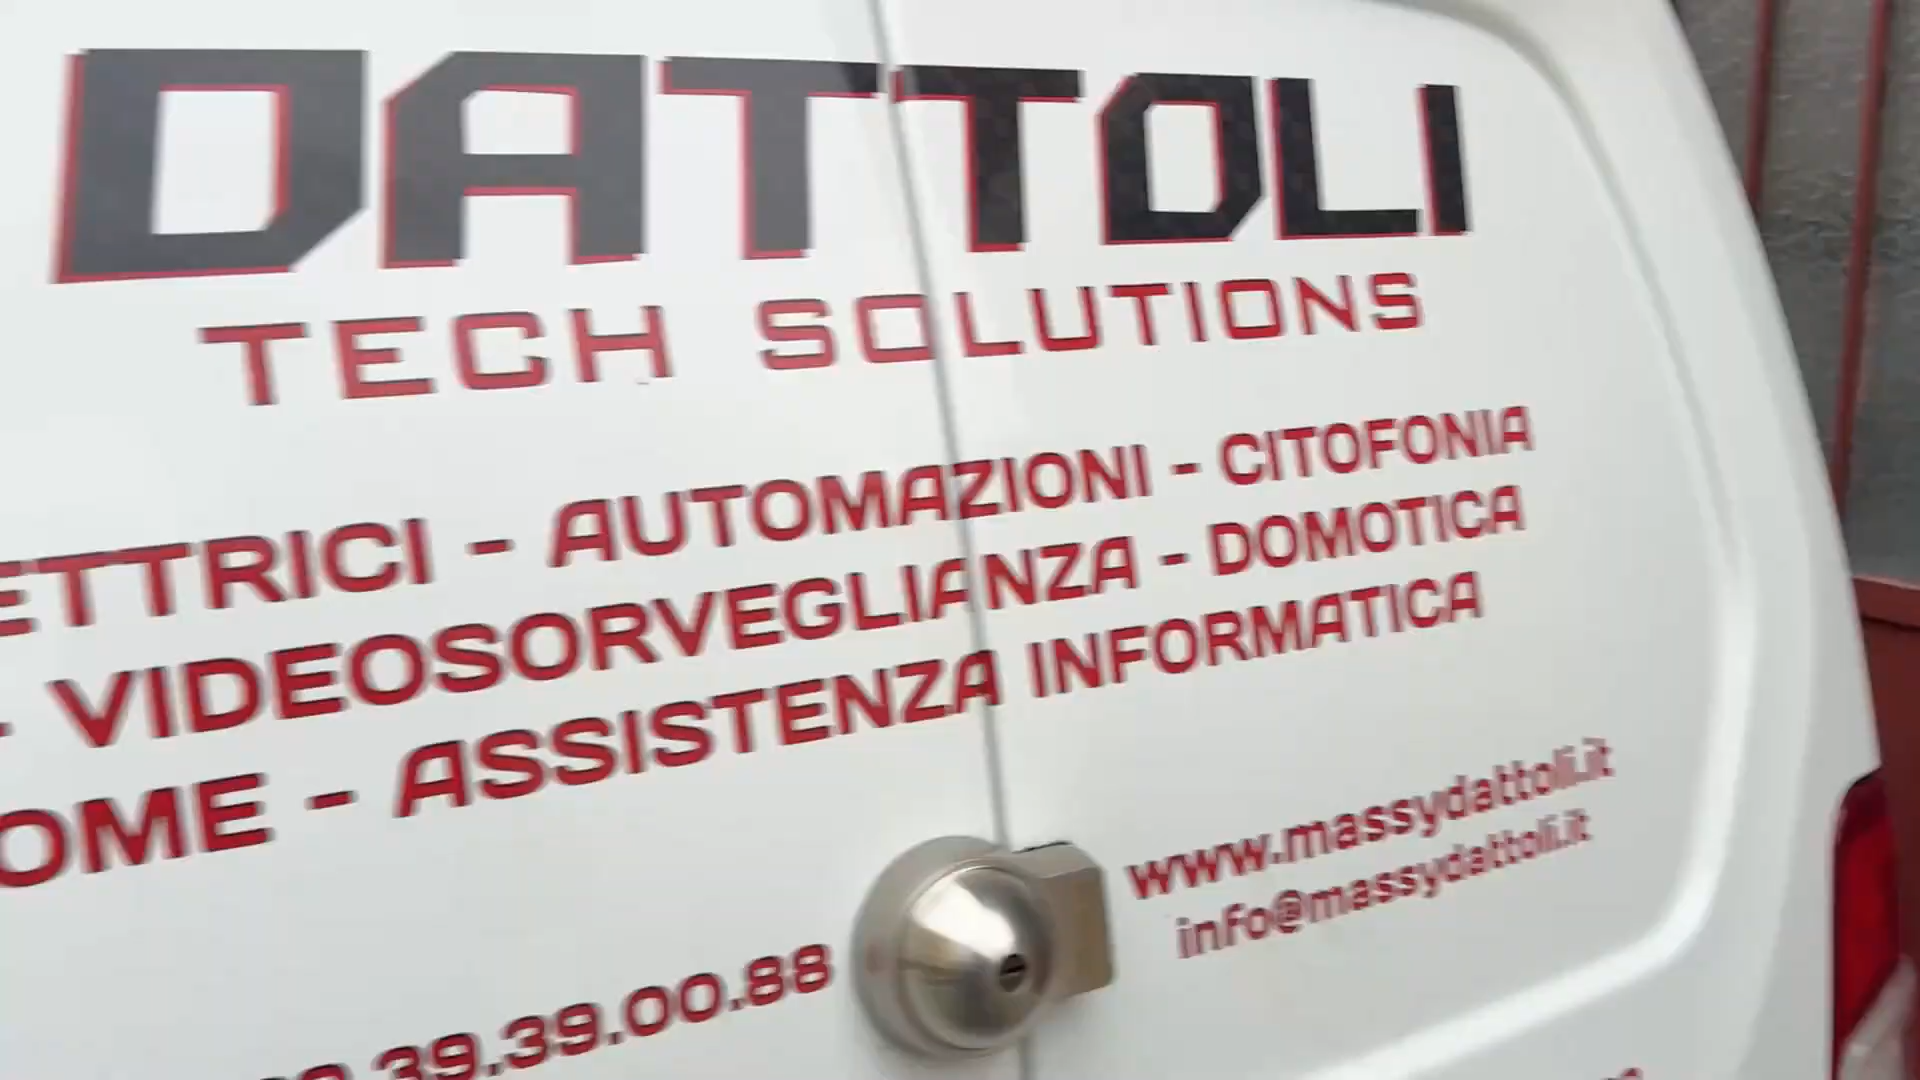 DATTOLI
TECH SOLUTIONS
ETTRICI - AUTOMAZIONI - CITOFONIA
- VIDEOSORVEGLIANZA - DOMOTICA
OME - ASSISTENZA INFORMATICA
www.massydattoli.it
info@massydattoli.it
39.39.00.88